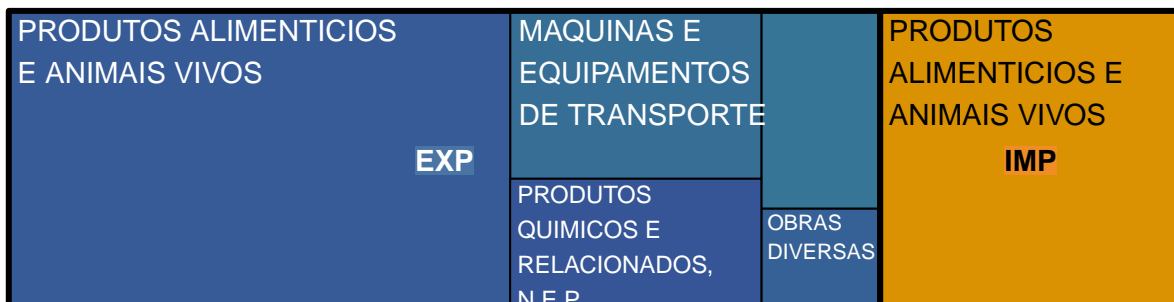 PRODUTOS ALIMENTICIOS
E ANIMAIS VIVOS
EXP
MAQUINAS E
EQUIPAMENTOS
DE TRANSPORTE
PRODUTOS
QUIMICOS E
RELACIONADOS,
N.E.P.
OBRAS
DIVERSAS
PRODUTOS
ALIMENTICIOS E
ANIMAIS VIVOS
IMP